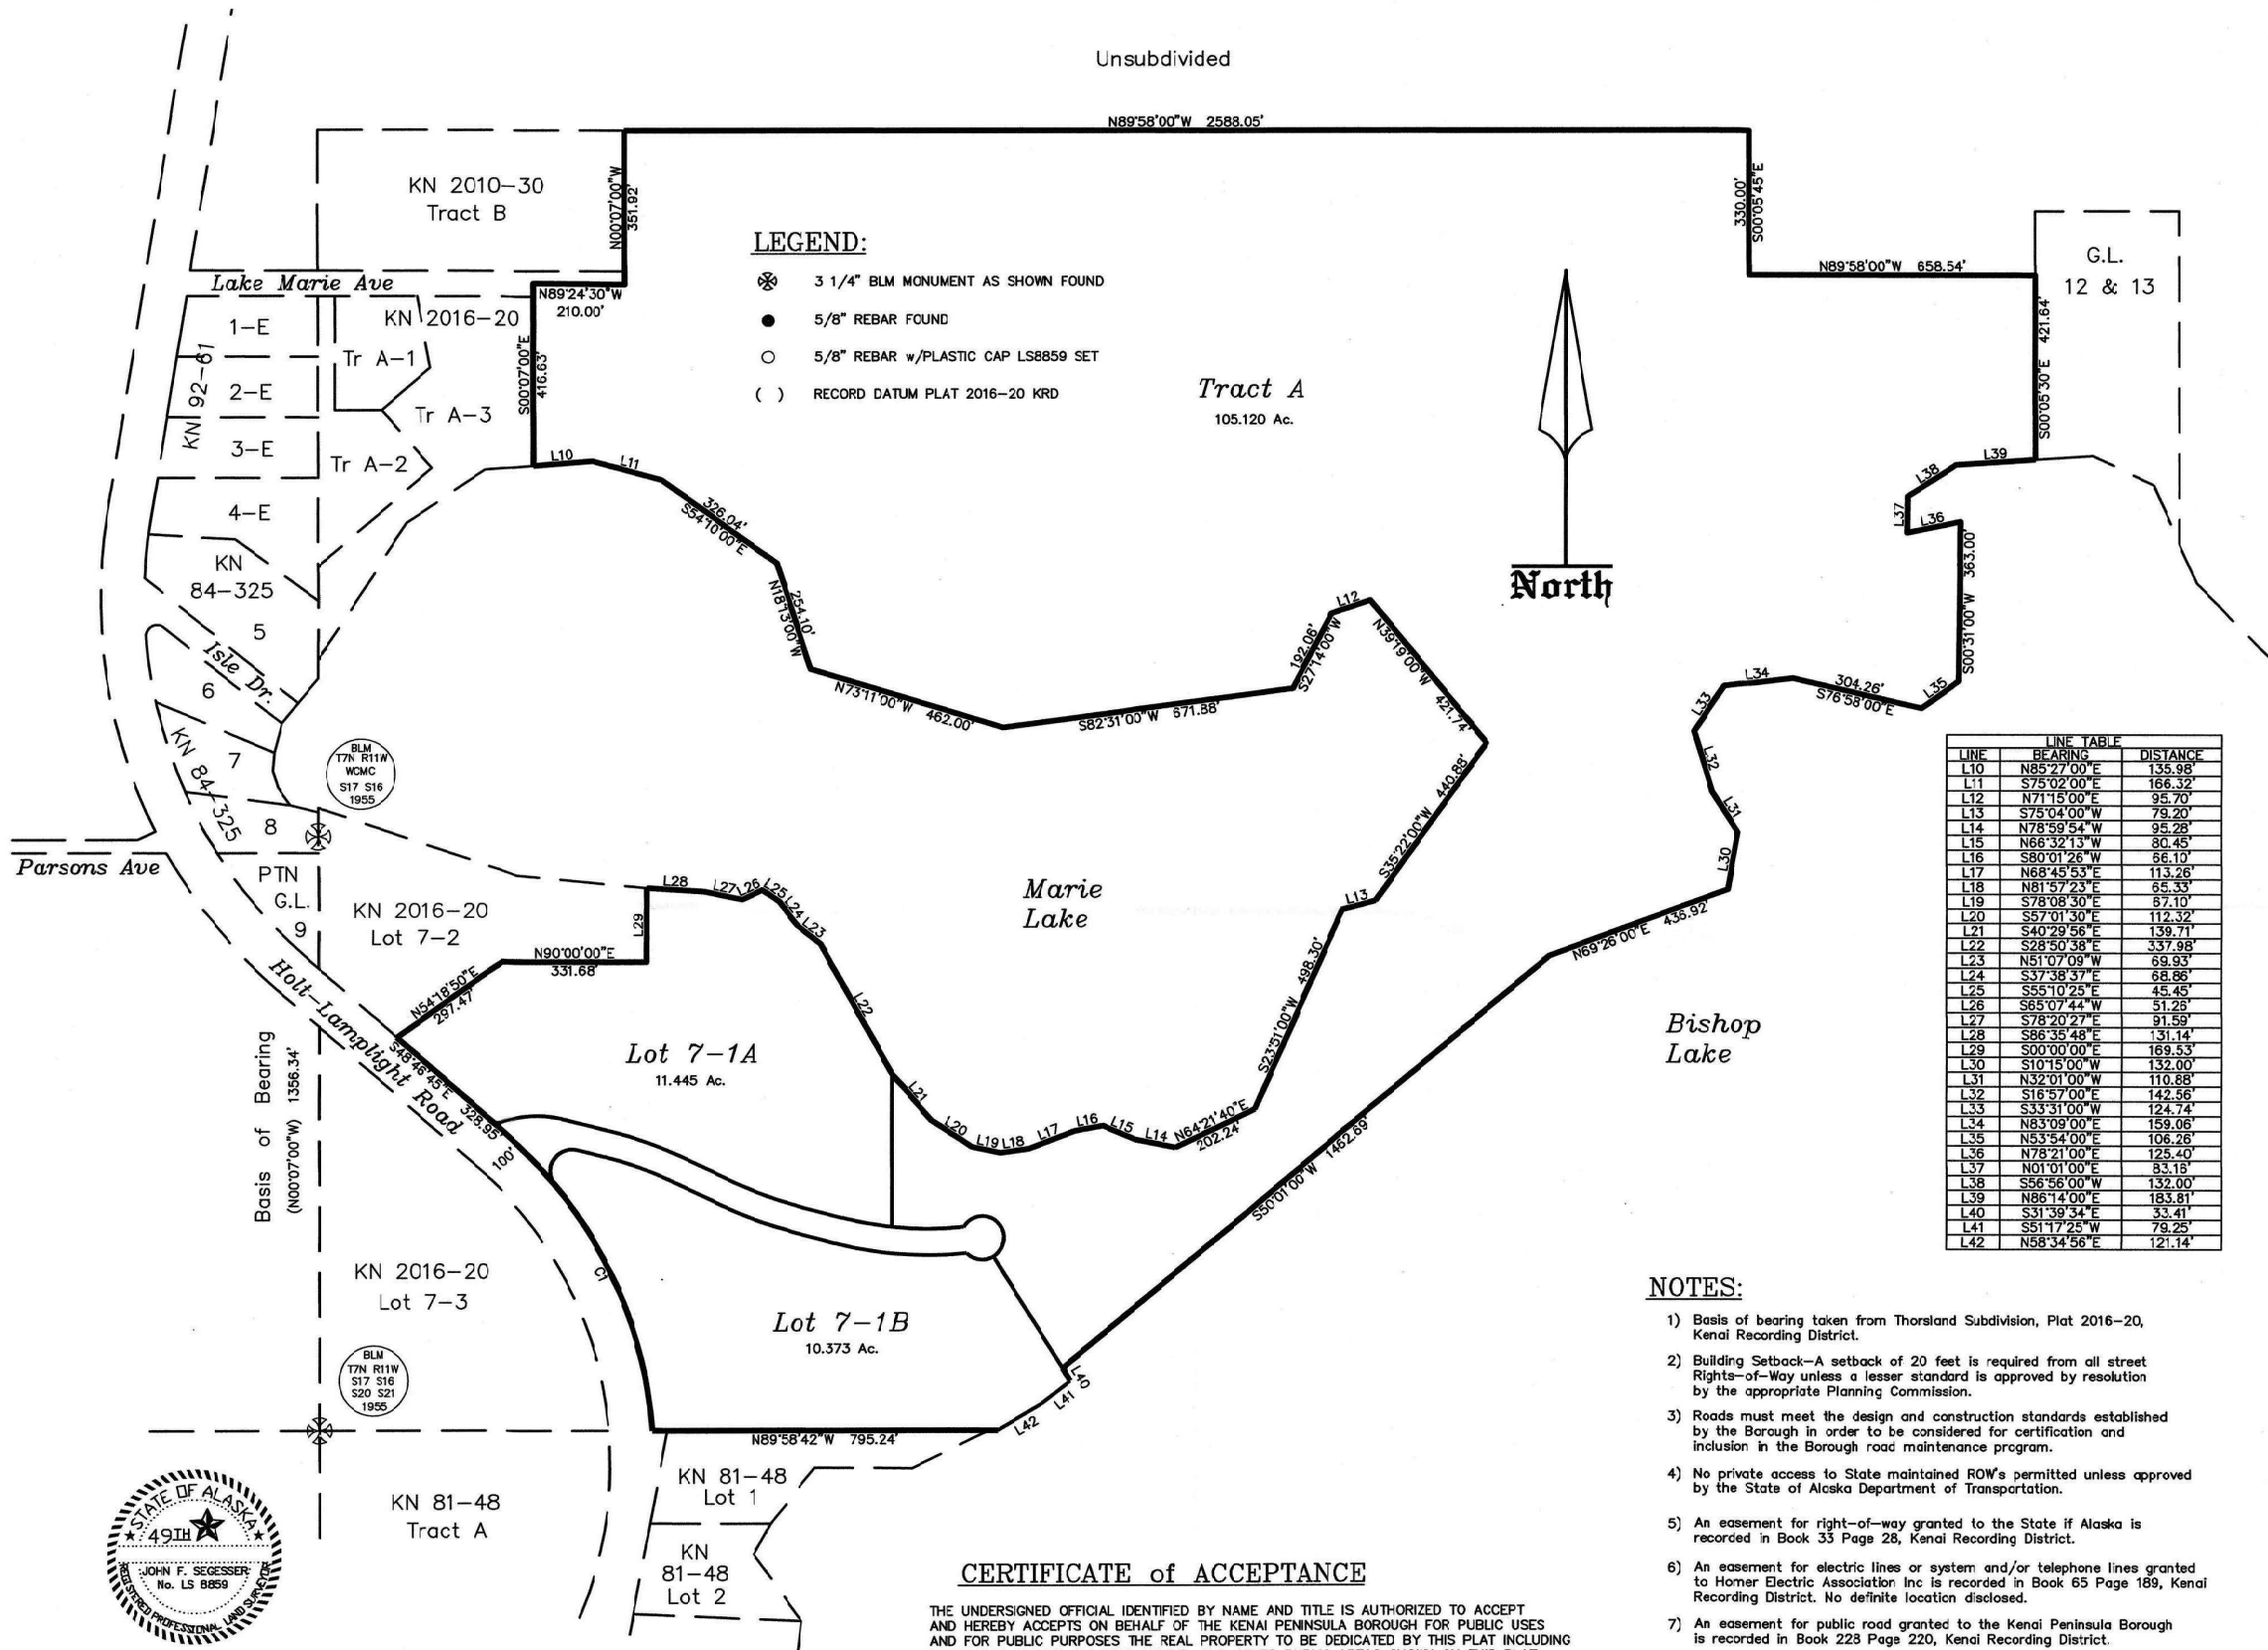 Unsubdivided
N89°58'00"W 2588.05'
KN 2010-30
Tract B
N00°07'00"W
351.92'
330.00'
S00°05'45"E
LEGEND:
3 1/4" BLM MONUMENT AS SHOWN FOUND
5/8" REBAR FOUND
5/8" REBAR w/PLASTIC CAP LS8859 SET
( ) RECORD DATUM PLAT 2016-20 KRD
N89°58'00"W 658.54'
G.L.
12 & 13
Lake Marie Ave
N89°24'30"W
210.00'
1-E
KN 2016-20
Tr A-1
KN 92-61
2-E
Tr A-3
S00°07'00"E
416.63'
3-E
Tr A-2
4-E
Tract A
105.120 Ac.
S00°05'30"E 421.64'
L10
L11
L39
L38
L37
L36
326.04'
S54°10'00"E
North
363.00'
S00°31'00"W
KN
84-325
5
Isle Dr.
6
7
KN 84-325
8
254.10'
N18°13'00"W
L12
192.06'
S27°14'00"W
N39°19'00"W 421.74'
N73°11'00"W 462.00'
S82°31'00"W 671.88'
L34
304.26'
S76°58'00"E
L35
L33
L32
L31
L30
BLM
T7N R11W
WCMC
S17 S16
1955
Parsons Ave
PTN
G.L.
9
S35°22'00"W 440.88'
L13
Marie
Lake
L28
L27
L26
L25
L24
L23
L29
KN 2016-20
Lot 7-2
N90°00'00"E
331.68'
N54°18'50"E
297.47'
N69°26'00"E 436.92'
S23°51'00"W 498.30'
Holt-Lamplight Road
S48°46'45"E 328.95'
100'
L22
Lot 7-1A
11.445 Ac.
Bishop
Lake
L21
L20
L19
L18
L17
L16
L15
L14
N64°21'40"E
202.24'
S50°01'00"W 1462.69'
Basis of Bearing
(N00°07'00"W) 1356.34'
C1
KN 2016-20
Lot 7-3
Lot 7-1B
10.373 Ac.
BLM
T7N R11W
S17 S16
S20 S21
1955
L40
L41
L42
N89°58'42"W 795.24'
KN 81-48
Lot 1
KN 81-48
Tract A
KN
81-48
Lot 2
STATE OF ALASKA
49TH
JOHN F. SEGESSER
No. LS 8859
REGISTERED PROFESSIONAL LAND SURVEYOR
LINE TABLE
LINE BEARING DISTANCE
L10 N85°27'00"E 135.98'
L11 S75°02'00"E 166.32'
L12 N71°15'00"E 95.70'
L13 S75°04'00"W 79.20'
L14 N78°59'54"W 95.28'
L15 N66°32'13"W 80.45'
L16 S80°01'26"W 66.10'
L17 N68°45'53"E 113.26'
L18 N81°57'23"E 65.33'
L19 S78°08'30"E 67.10'
L20 S57°01'30"E 112.32'
L21 S40°29'56"E 139.71'
L22 S28°50'38"E 337.98'
L23 N51°07'09"W 69.93'
L24 S37°38'37"E 68.86'
L25 S55°10'25"E 45.45'
L26 S65°07'44"W 51.26'
L27 S78°20'27"E 91.59'
L28 S86°35'48"E 131.14'
L29 S00°00'00"E 169.53'
L30 S10°15'00"W 132.00'
L31 N32°01'00"W 110.88'
L32 S16°57'00"E 142.56'
L33 S33°31'00"W 124.74'
L34 N83°09'00"E 159.06'
L35 N53°54'00"E 106.26'
L36 N78°21'00"E 125.40'
L37 N01°01'00"E 83.16'
L38 S56°56'00"W 132.00'
L39 N86°14'00"E 183.81'
L40 S31°39'34"E 33.41'
L41 S51°17'25"W 79.25'
L42 N58°34'56"E 121.14'
NOTES:
1) Basis of bearing taken from Thorsland Subdivision, Plat 2016-20,
Kenai Recording District.
2) Building Setback-A setback of 20 feet is required from all street
Rights-of-Way unless a lesser standard is approved by resolution
by the appropriate Planning Commission.
3) Roads must meet the design and construction standards established
by the Borough in order to be considered for certification and
inclusion in the Borough road maintenance program.
4) No private access to State maintained ROW's permitted unless approved
by the State of Alaska Department of Transportation.
5) An easement for right-of-way granted to the State if Alaska is
recorded in Book 33 Page 28, Kenai Recording District.
6) An easement for electric lines or system and/or telephone lines granted
to Homer Electric Association Inc is recorded in Book 65 Page 189, Kenai
Recording District. No definite location disclosed.
7) An easement for public road granted to the Kenai Peninsula Borough
is recorded in Book 223 Page 220, Kenai Recording District.
CERTIFICATE of ACCEPTANCE
THE UNDERSIGNED OFFICIAL IDENTIFIED BY NAME AND TITLE IS AUTHORIZED TO ACCEPT
AND HEREBY ACCEPTS ON BEHALF OF THE KENAI PENINSULA BOROUGH FOR PUBLIC USES
AND FOR PUBLIC PURPOSES THE REAL PROPERTY TO BE DEDICATED BY THIS PLAT INCLUDING